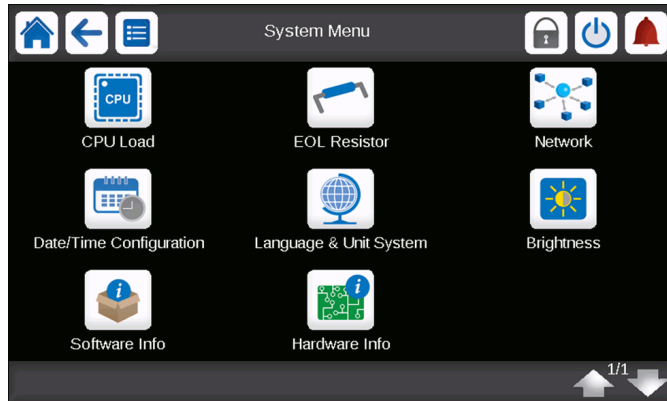 System Menu
CPU
CPU Load
EOL Resistor
Network
Date/Time Configuration
Language & Unit System
Brightness
i
i
Software Info
Hardware Info
1/1